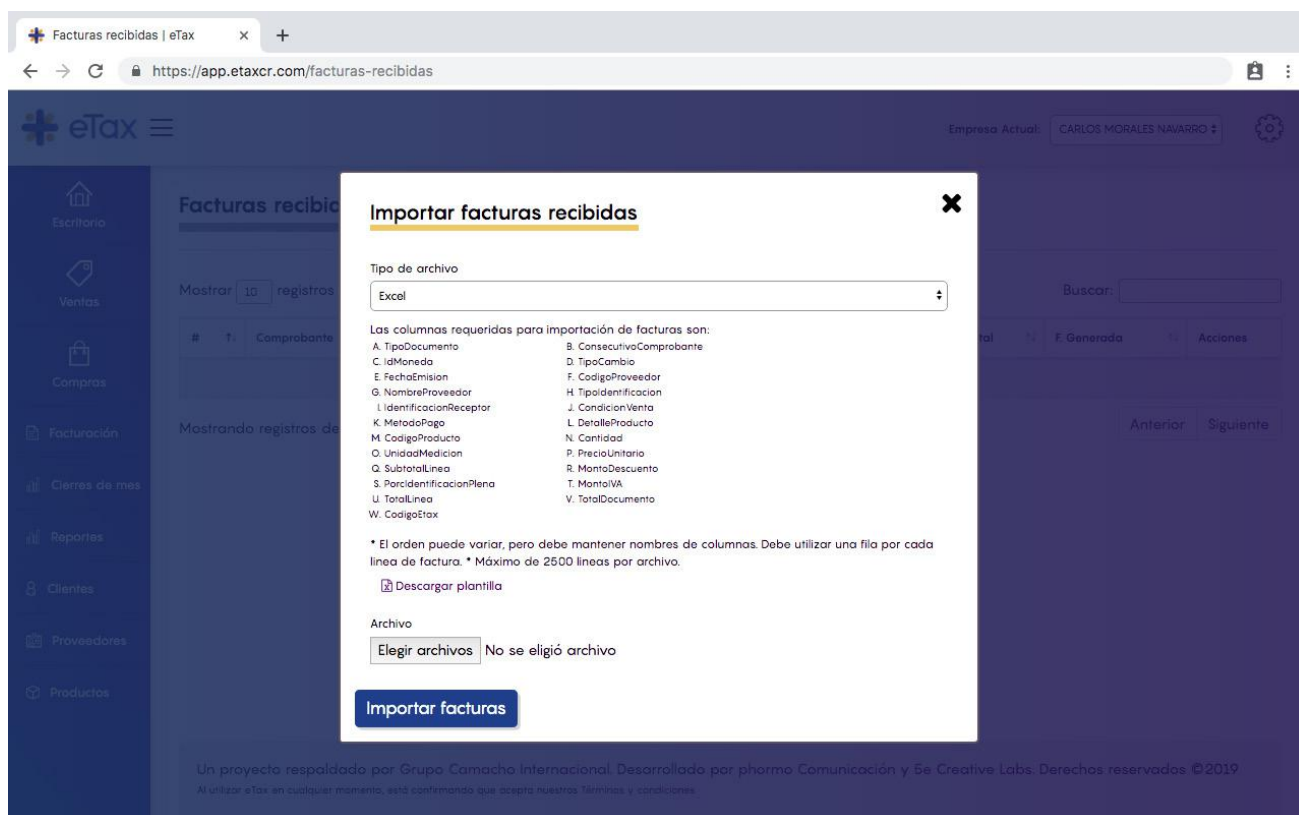 Facturas recibidas | eTax
https://app.etaxcr.com/facturas-recibidas
eTax
Empresa Actual: CARLOS MORALES NAVARRO
Escritorio
Ventas
Compras
Facturación
Cierres de mes
Reportes
Clientes
Proveedores
Productos
Facturas recibid
Mostrar 10 registros
Buscar:
# Comprobante
tal F. Generada Acciones
Mostrando registros de
Anterior Siguiente
Importar facturas recibidas
Tipo de archivo
Excel
Las columnas requeridas para importación de facturas son:
A. TipoDocumento B. ConsecutivoComprobante
C. IdMoneda D. TipoCambio
E. FechaEmision F. CodigoProveedor
G. NombreProveedor H. TipoIdentificacion
I. IdentificacionReceptor J. CondicionVenta
K. MetodoPago L. DetalleProducto
M. CodigoProducto N. Cantidad
O. UnidadMedicion P. PrecioUnitario
Q. SubtotalLinea R. MontoDescuento
S. PorcIdentificacionPlena T. MontoIVA
U. TotalLinea V. TotalDocumento
W. CodigoEtax
* El orden puede variar, pero debe mantener nombres de columnas. Debe utilizar una fila por cada
linea de factura. * Máximo de 2500 lineas por archivo.
Descargar plantilla
Archivo
Elegir archivos No se eligió archivo
Importar facturas
Un proyecto respaldado por Grupo Camacho Internacional. Desarrollado por phormo Comunicación y 5e Creative Labs. Derechos reservados ©2019
Al utilizar eTax en cualquier momento, está confirmando que acepta nuestros Términos y condiciones.